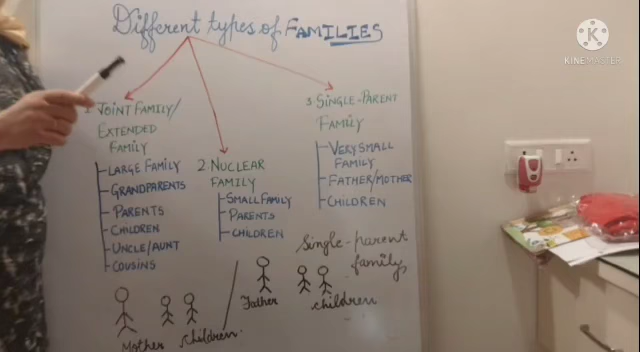 Different types of FAMILIES
1. JOINT FAMILY/
EXTENDED
FAMILY
LARGE FAMILY
GRANDPARENTS
PARENTS
CHILDREN
UNCLE/AUNT
COUSINS
2. NUCLEAR
FAMILY
SMALL FAMILY
PARENTS
CHILDREN
3 SINGLE-PARENT
FAMILY
VERY SMALL
FAMILY
FATHER/MOTHER
CHILDREN
Single-parent
family
Mother
children
Father
children
KINEMASTER